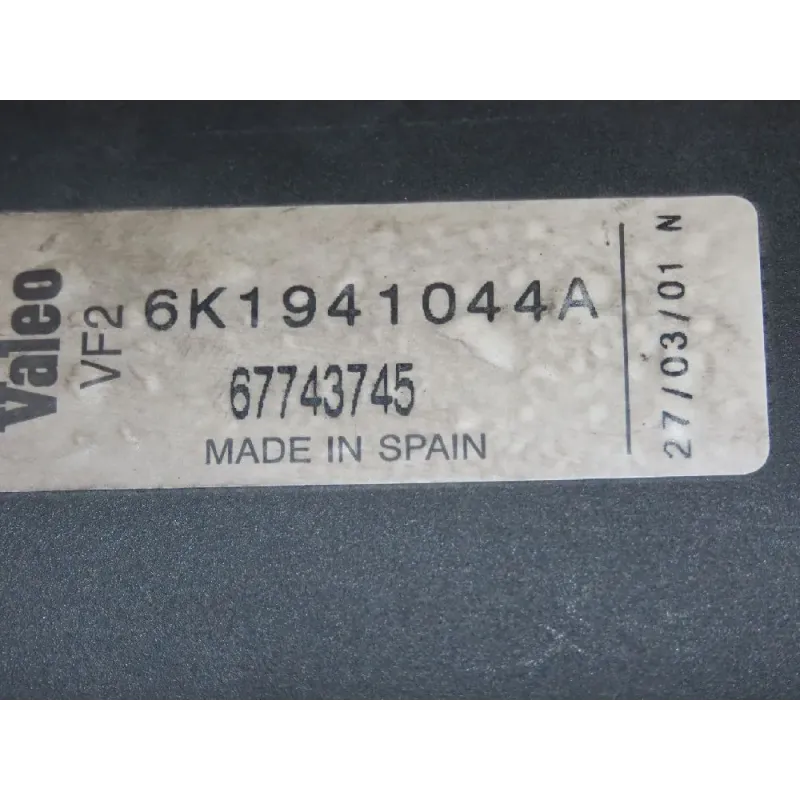 Valeo
VF2
6K1941044A
67743745
MADE IN SPAIN
27/03/01 N